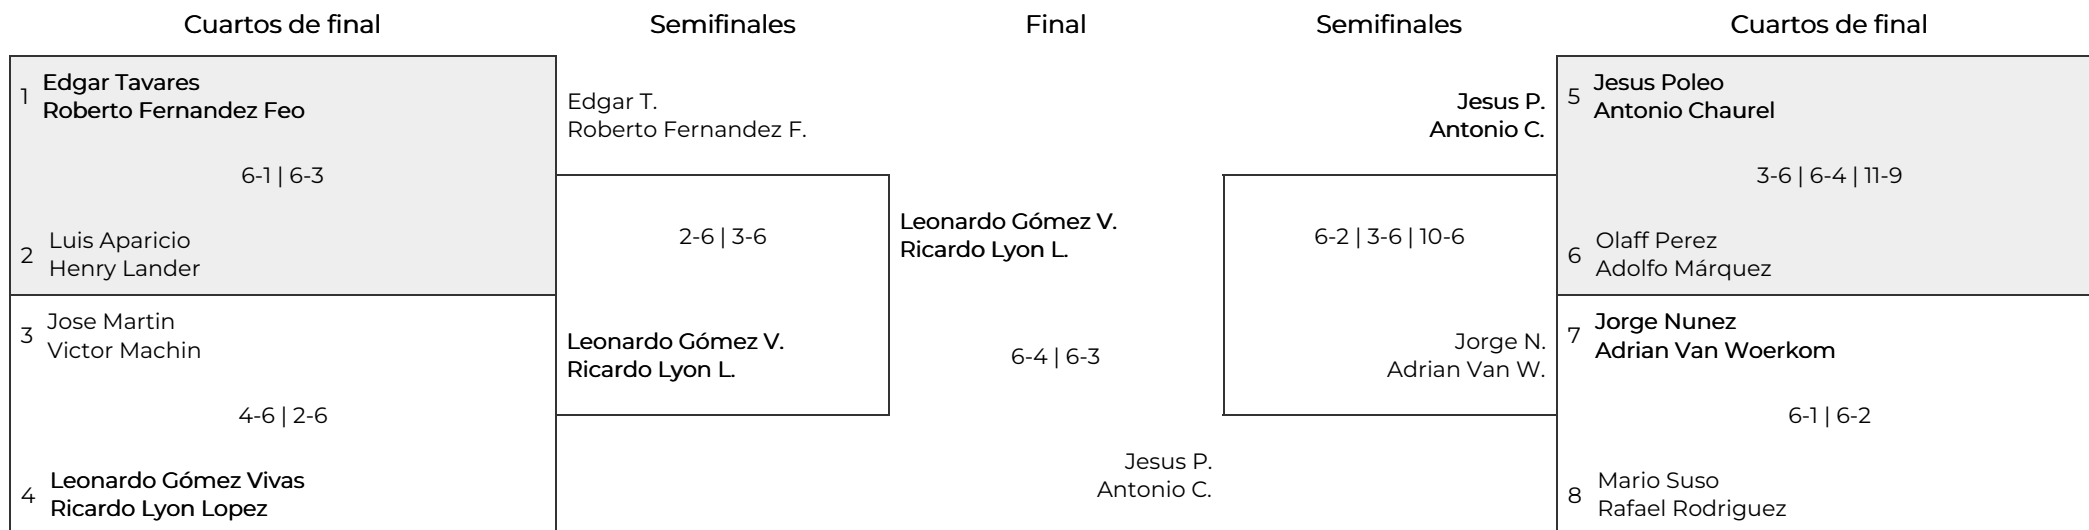 Cuartos de final
Semifinales
Final
Semifinales
Cuartos de final
1
Edgar Tavares
Roberto Fernandez Feo
6-1 | 6-3
2
Luis Aparicio
Henry Lander
3
Jose Martin
Victor Machin
4-6 | 2-6
4
Leonardo Gómez Vivas
Ricardo Lyon Lopez
Edgar T.
Roberto Fernandez F.
2-6 | 3-6
Leonardo Gómez V.
Ricardo Lyon L.
Leonardo Gómez V.
Ricardo Lyon L.
6-4 | 6-3
Jesus P.
Antonio C.
Jesus P.
Antonio C.
6-2 | 3-6 | 10-6
Jorge N.
Adrian Van W.
5
Jesus Poleo
Antonio Chaurel
3-6 | 6-4 | 11-9
6
Olaff Perez
Adolfo Márquez
7
Jorge Nunez
Adrian Van Woerkom
6-1 | 6-2
8
Mario Suso
Rafael Rodriguez